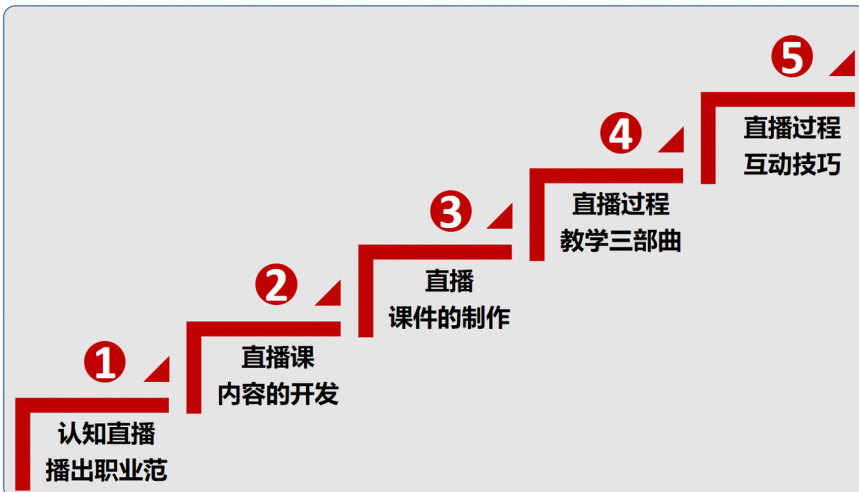 1
认知直播
播出职业范
2
直播课
内容的开发
3
直播
课件的制作
4
直播过程
教学三部曲
5
直播过程
互动技巧